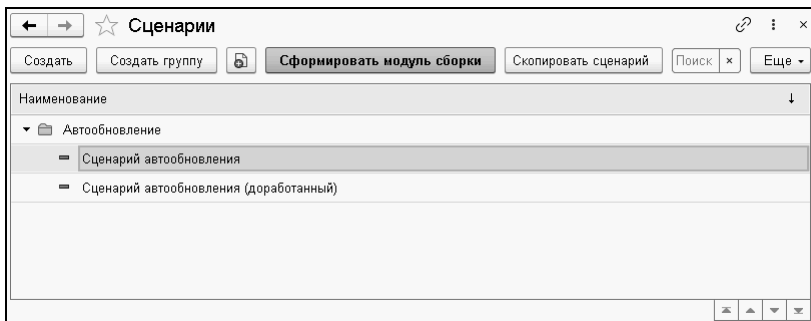 Сценарии
Создать Создать группу Сформировать модуль сборки Скопировать сценарий Поиск × Еще
Наименование
Автообновление
Сценарий автообновления
Сценарий автообновления (доработанный)